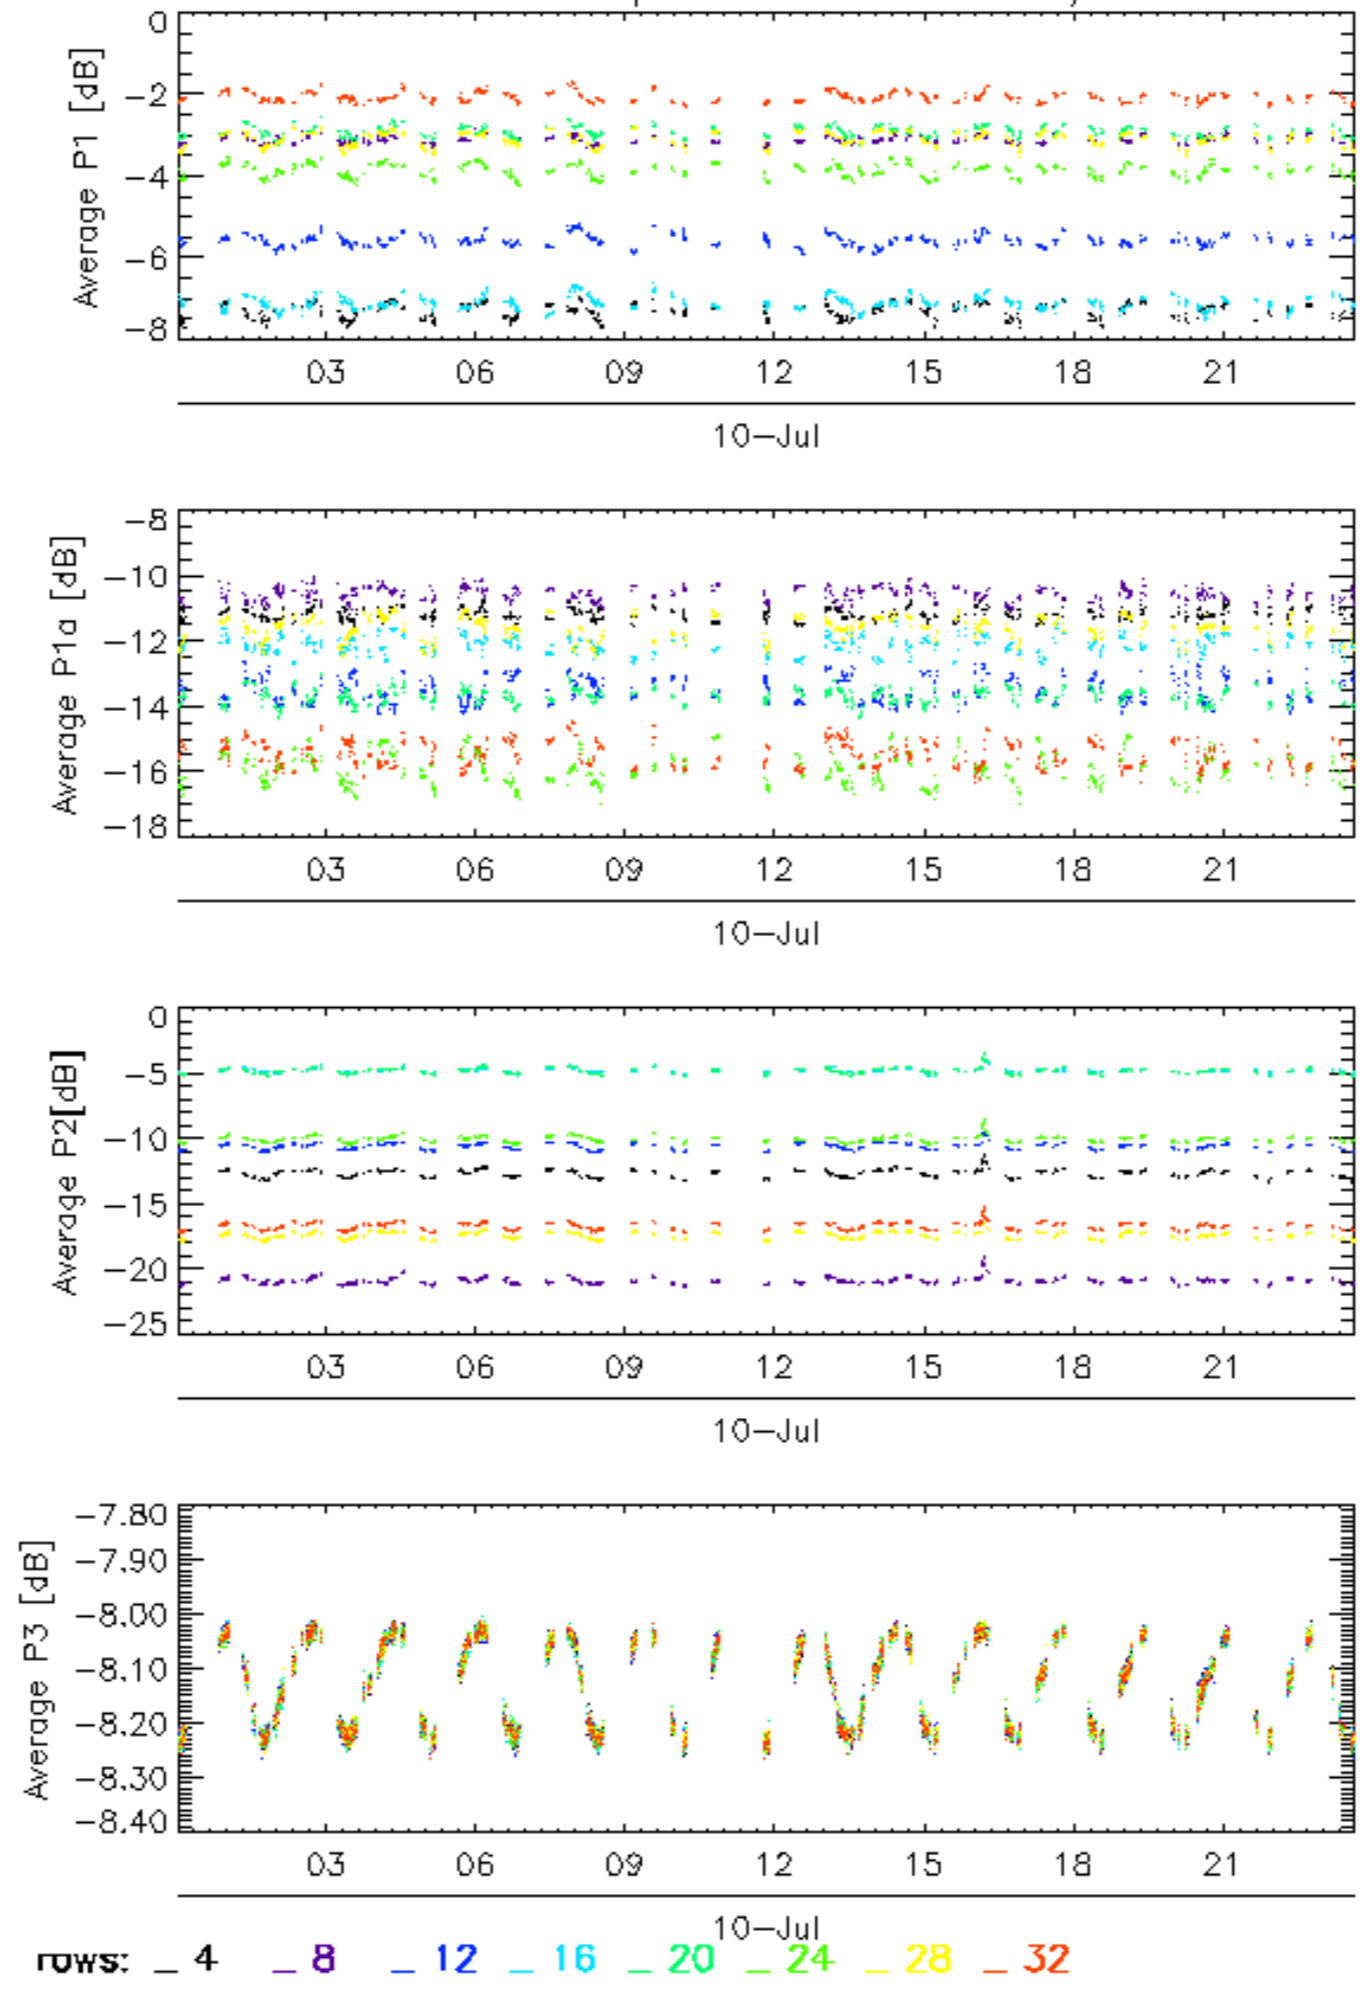 0
-2
-4
-6
-8
Average P1 [dB]
03 06 09 12 15 18 21
10-Jul
-8
-10
-12
-14
-16
-18
Average P1a [dB]
03 06 09 12 15 18 21
10-Jul
0
-5
-10
-15
-20
-25
Average P2[dB]
03 06 09 12 15 18 21
10-Jul
-7.80
-7.90
-8.00
-8.10
-8.20
-8.30
-8.40
Average P3 [dB]
03 06 09 12 15 18 21
10-Jul
rows: _ 4 _ 8 _ 12 _ 16 _ 20 _ 24 _ 28 _ 32